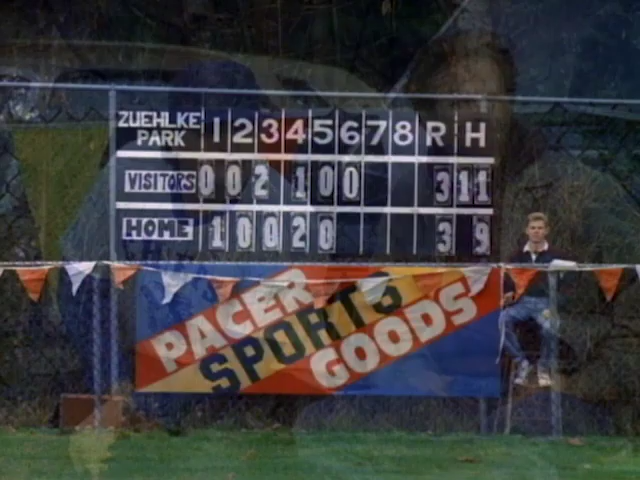 ZUEHLKE PARK 1 2 3 4 5 6 7 8 R H
VISITORS 0 0 2 1 0 0 3 11
HOME 1 0 0 2 0 3 9
PACER
SPORTS
GOODS